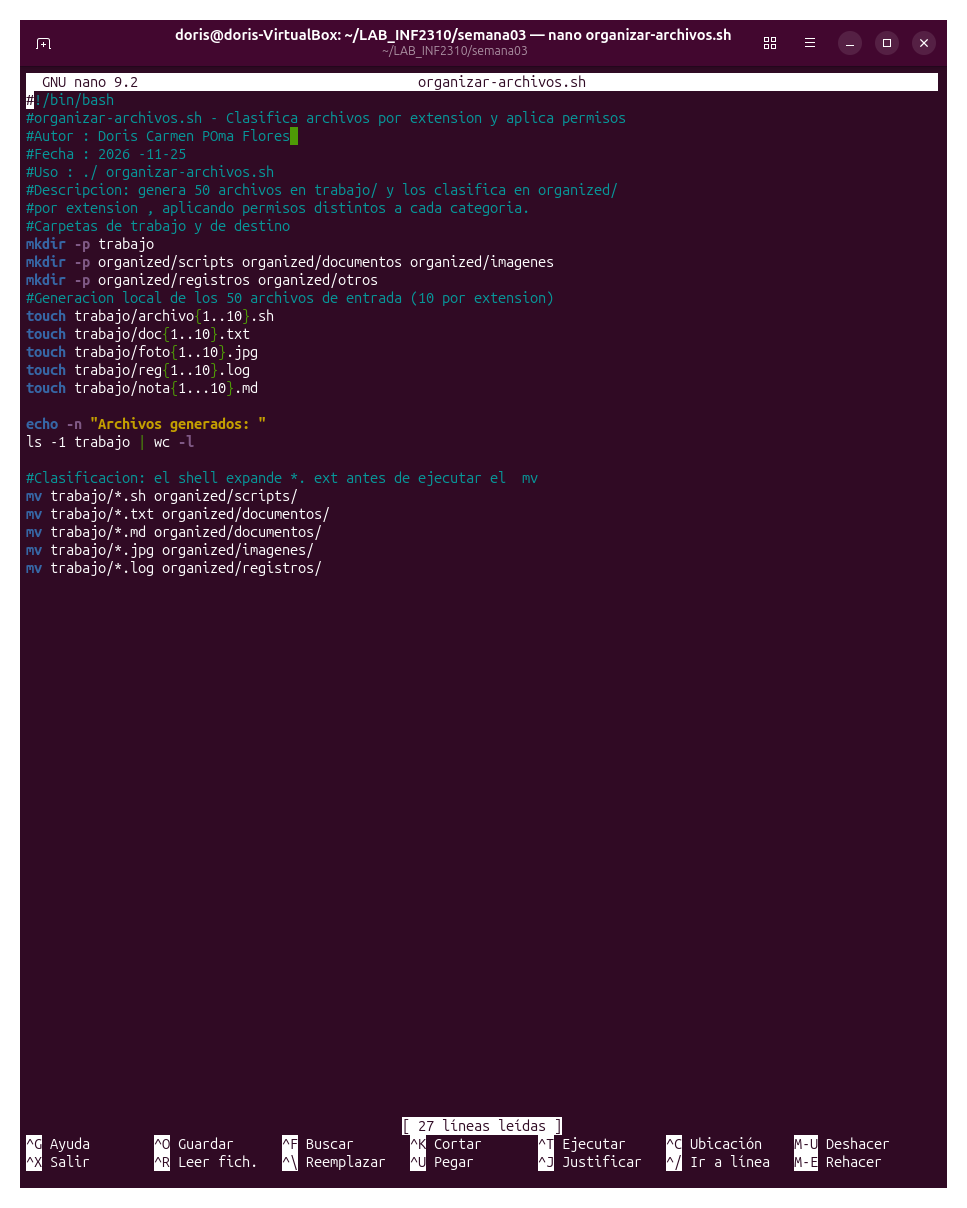 doris@doris-VirtualBox: ~/LAB_INF2310/semana03 — nano organizar-archivos.sh
~/LAB_INF2310/semana03
GNU nano 9.2 organizar-archivos.sh
#!/bin/bash
#organizar-archivos.sh - Clasifica archivos por extension y aplica permisos
#Autor : Doris Carmen POma Flores
#Fecha : 2026 -11-25
#Uso : ./ organizar-archivos.sh
#Descripcion: genera 50 archivos en trabajo/ y los clasifica en organized/
#por extension , aplicando permisos distintos a cada categoria.
#Carpetas de trabajo y de destino
mkdir -p trabajo
mkdir -p organized/scripts organized/documentos organized/imagenes
mkdir -p organized/registros organized/otros
#Generacion local de los 50 archivos de entrada (10 por extension)
touch trabajo/archivo{1..10}.sh
touch trabajo/doc{1..10}.txt
touch trabajo/foto{1..10}.jpg
touch trabajo/reg{1..10}.log
touch trabajo/nota{1...10}.md
echo -n "Archivos generados: "
ls -1 trabajo | wc -l
#Clasificacion: el shell expande *. ext antes de ejecutar el  mv
mv trabajo/*.sh organized/scripts/
mv trabajo/*.txt organized/documentos/
mv trabajo/*.md organized/documentos/
mv trabajo/*.jpg organized/imagenes/
mv trabajo/*.log organized/registros/
[ 27 líneas leídas ]
^G Ayuda ^O Guardar ^F Buscar ^K Cortar ^T Ejecutar ^C Ubicación M-U Deshacer
^X Salir ^R Leer fich. ^\ Reemplazar ^U Pegar ^J Justificar ^/ Ir a línea M-E Rehacer